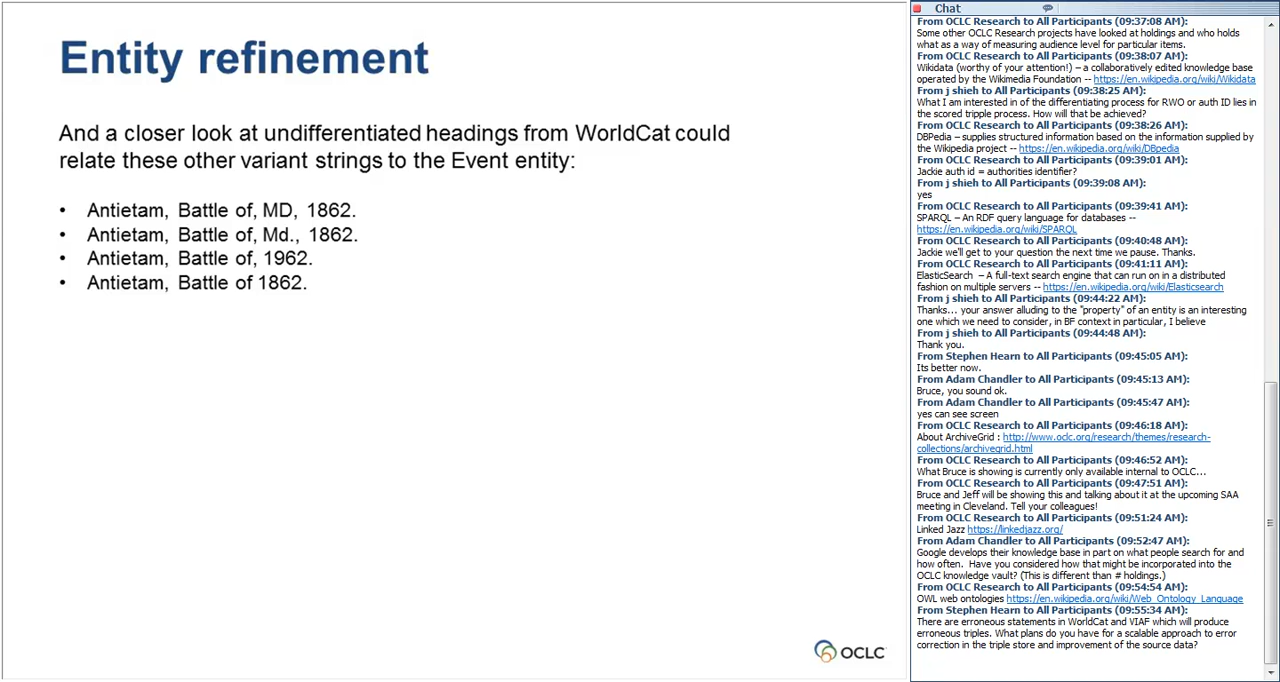 Entity refinement
And a closer look at undifferentiated headings from WorldCat could
relate these other variant strings to the Event entity:
• Antietam, Battle of, MD, 1862.
• Antietam, Battle of, Md., 1862.
• Antietam, Battle of, 1962.
• Antietam, Battle of 1862.
OCLC
Chat
From OCLC Research to All Participants (09:37:08 AM):
Some other OCLC Research projects have looked at holdings and who holds
what as a way of measuring audience level for particular items.
From OCLC Research to All Participants (09:38:07 AM):
Wikidata (worthy of your attention!) – a collaboratively edited knowledge base
operated by the Wikimedia Foundation -- https://en.wikipedia.org/wiki/Wikidata
From j shieh to All Participants (09:38:25 AM):
What I am interested in of the differentiating process for RWO or auth ID lies in
the scored tripple process. How will that be achieved?
From OCLC Research to All Participants (09:38:26 AM):
DBPedia – supplies structured information based on the information supplied by
the Wikipedia project -- https://en.wikipedia.org/wiki/DBpedia
From OCLC Research to All Participants (09:39:01 AM):
Jackie auth id = authorities identifier?
From j shieh to All Participants (09:39:08 AM):
yes
From OCLC Research to All Participants (09:39:41 AM):
SPARQL – An RDF query language for databases --
https://en.wikipedia.org/wiki/SPARQL
From OCLC Research to All Participants (09:40:48 AM):
Jackie we'll get to your question the next time we pause. Thanks.
From OCLC Research to All Participants (09:41:11 AM):
ElasticSearch – A full-text search engine that can run on in a distributed
fashion on multiple servers -- https://en.wikipedia.org/wiki/Elasticsearch
From j shieh to All Participants (09:44:22 AM):
Thanks... your answer alluding to the "property" of an entity is an interesting
one which we need to consider, in BF context in particular, I believe
From j shieh to All Participants (09:44:48 AM):
Thank you.
From Stephen Hearn to All Participants (09:45:05 AM):
Its better now.
From Adam Chandler to All Participants (09:45:13 AM):
Bruce, you sound ok.
From Adam Chandler to All Participants (09:45:47 AM):
yes can see screen
From OCLC Research to All Participants (09:46:18 AM):
About ArchiveGrid : http://www.oclc.org/research/themes/research-
collections/archivegrid.html
From OCLC Research to All Participants (09:46:52 AM):
What Bruce is showing is currently only available internal to OCLC...
From OCLC Research to All Participants (09:47:51 AM):
Bruce and Jeff will be showing this and talking about it at the upcoming SAA
meeting in Cleveland. Tell your colleagues!
From OCLC Research to All Participants (09:51:24 AM):
Linked Jazz https://linkedjazz.org/
From Adam Chandler to All Participants (09:52:47 AM):
Google develops their knowledge base in part on what people search for and
how often.  Have you considered how that might be incorporated into the
OCLC knowledge vault? (This is different than # holdings.)
From OCLC Research to All Participants (09:54:54 AM):
OWL web ontologies https://en.wikipedia.org/wiki/Web_Ontology_Language
From Stephen Hearn to All Participants (09:55:34 AM):
There are erroneous statements in WorldCat and VIAF which will produce
erroneous triples. What plans do you have for a scalable approach to error
correction in the triple store and improvement of the source data?